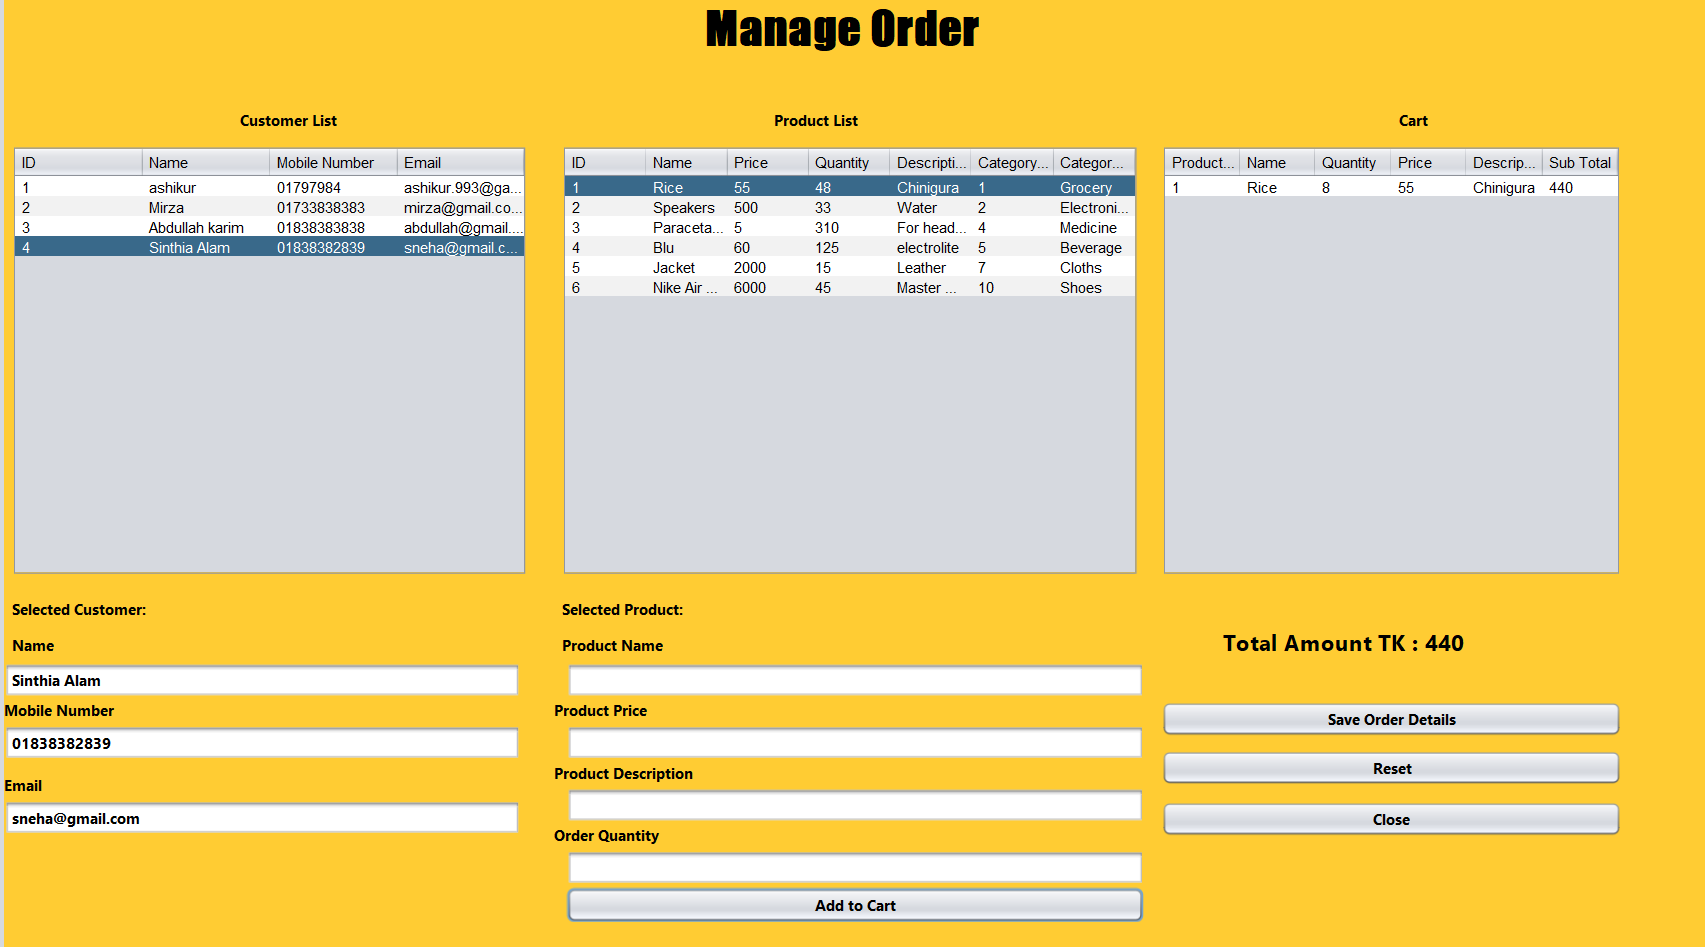 Manage Order
Customer List
ID Name Mobile Number Email
1 ashikur 01797984 ashikur.993@ga...
2 Mirza 01733838383 mirza@gmail.co...
3 Abdullah karim 01838383838 abdullah@gmail....
4 Sinthia Alam 01838382839 sneha@gmail.c...
Product List
ID Name Price Quantity Descripti... Category... Categor...
1 Rice 55 48 Chinigura 1 Grocery
2 Speakers 500 33 Water 2 Electroni...
3 Paraceta... 5 310 For head... 4 Medicine
4 Blu 60 125 electrolite 5 Beverage
5 Jacket 2000 15 Leather 7 Cloths
6 Nike Air ... 6000 45 Master ... 10 Shoes
Cart
Product... Name Quantity Price Descrip... Sub Total
1 Rice 8 55 Chinigura 440
Selected Customer:
Name
Sinthia Alam
Mobile Number
01838382839
Email
sneha@gmail.com
Selected Product:
Product Name
Product Price
Product Description
Order Quantity
Add to Cart
Total Amount TK : 440
Save Order Details
Reset
Close